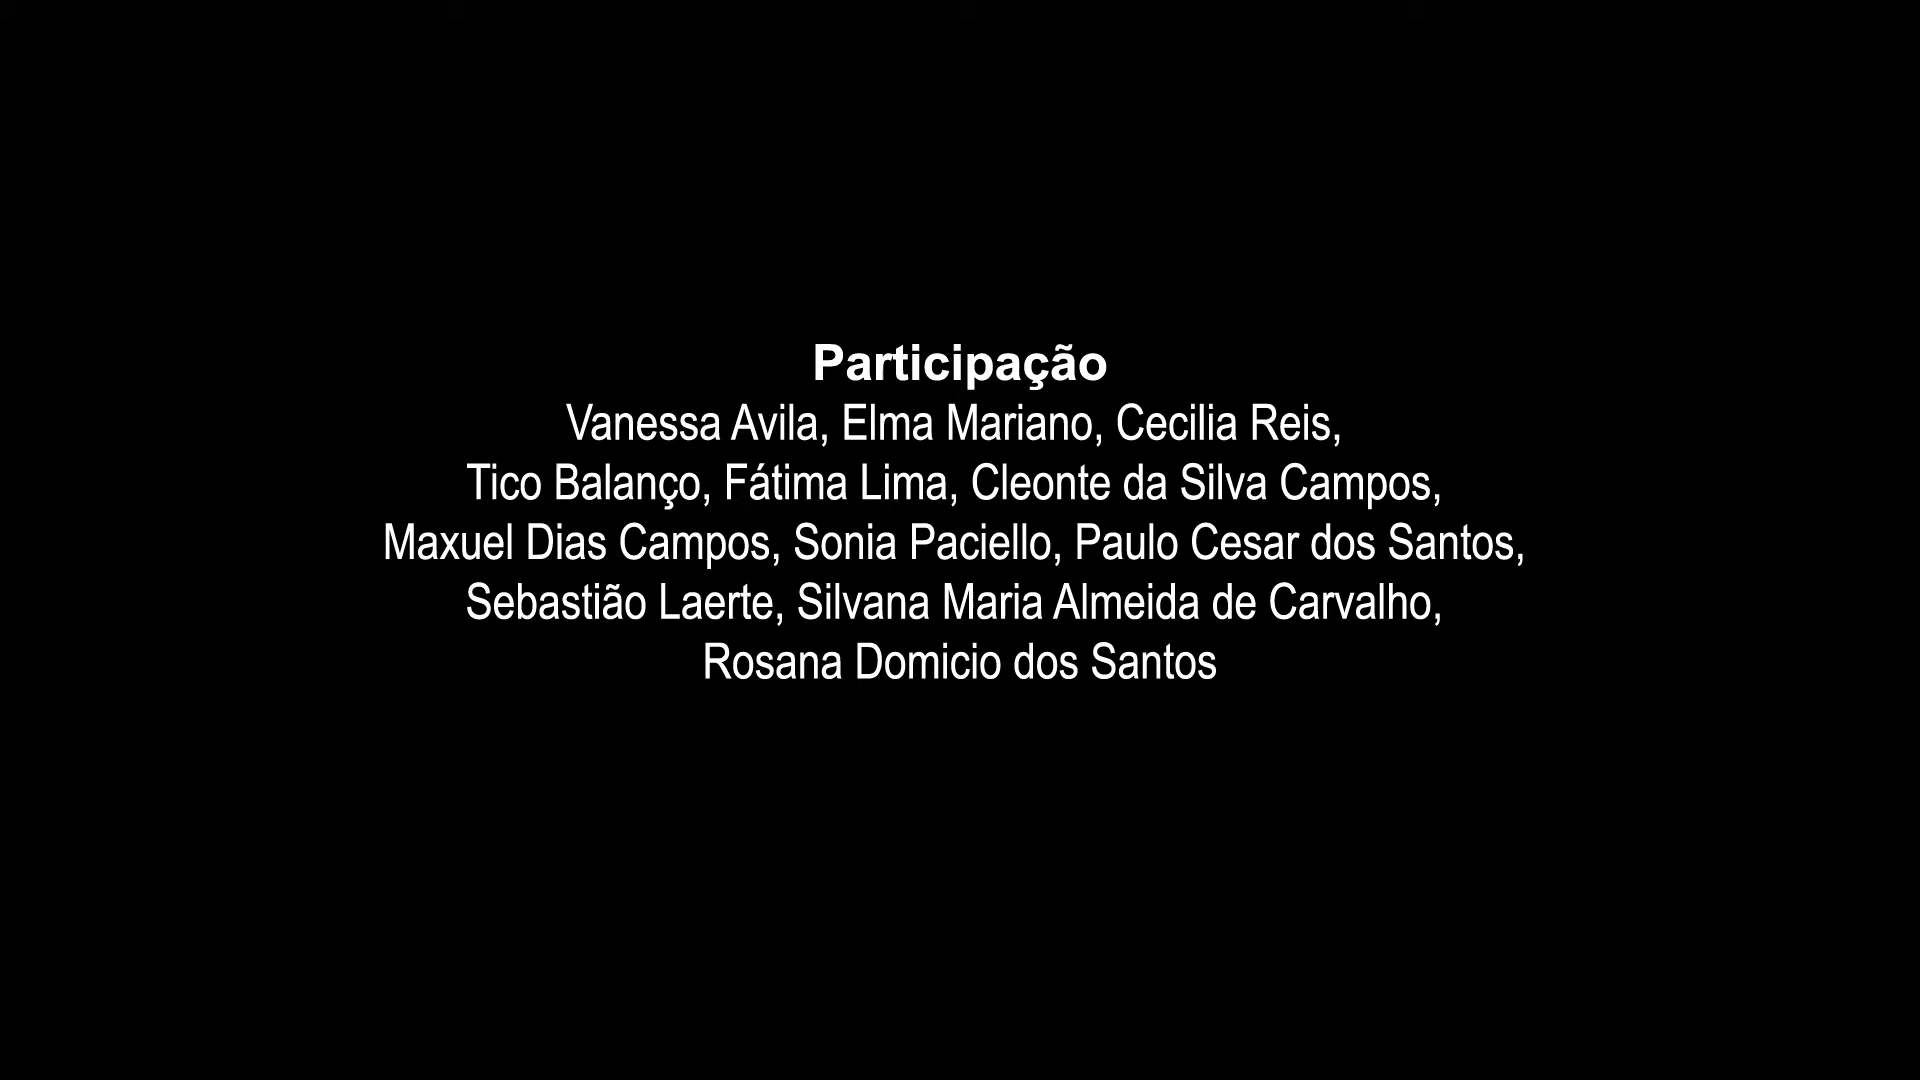 Participação
Vanessa Avila, Elma Mariano, Cecilia Reis,
Tico Balanço, Fátima Lima, Cleonte da Silva Campos,
Maxuel Dias Campos, Sonia Paciello, Paulo Cesar dos Santos,
Sebastião Laerte, Silvana Maria Almeida de Carvalho,
Rosana Domicio dos Santos